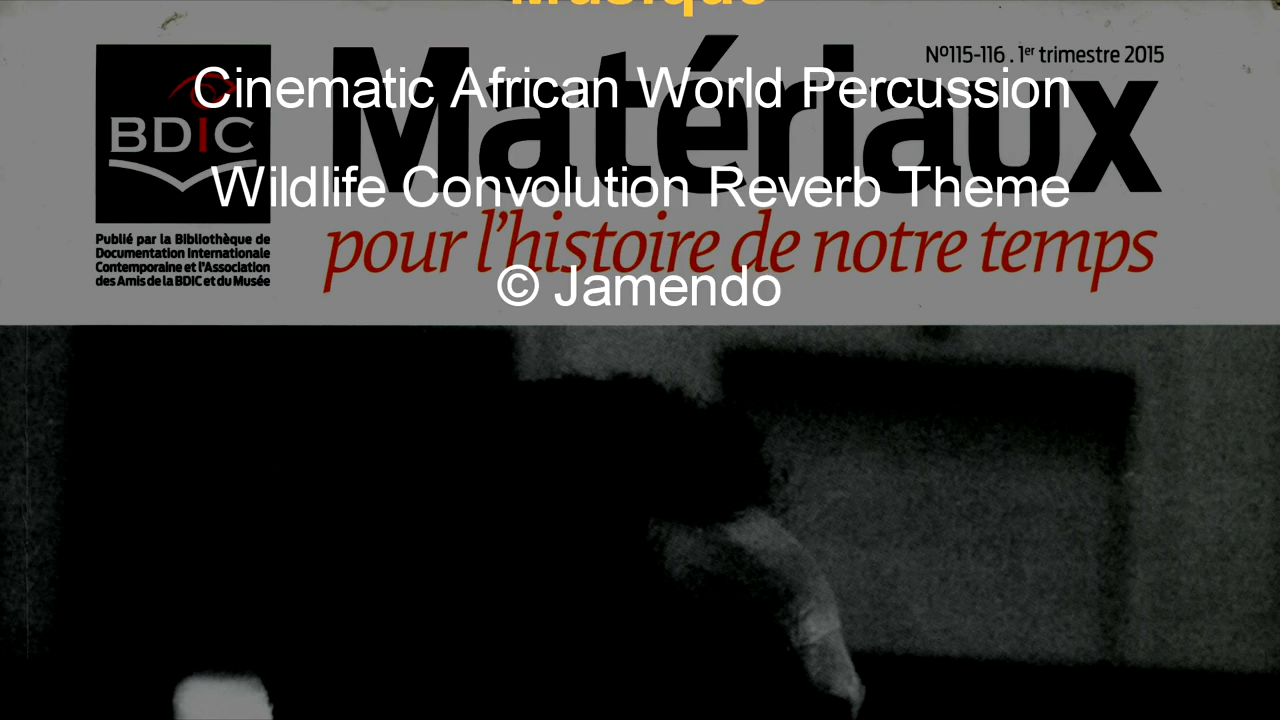 Musique
Nº115-116 . 1er trimestre 2015
Matériaux
Cinematic African World Percussion
BDIC
Wildlife Convolution Reverb Theme
pour l'histoire de notre temps
© Jamendo
Publié par la Bibliothèque de
Documentation Internationale
Contemporaine et l'Association
des Amis de la BDIC et du Musée